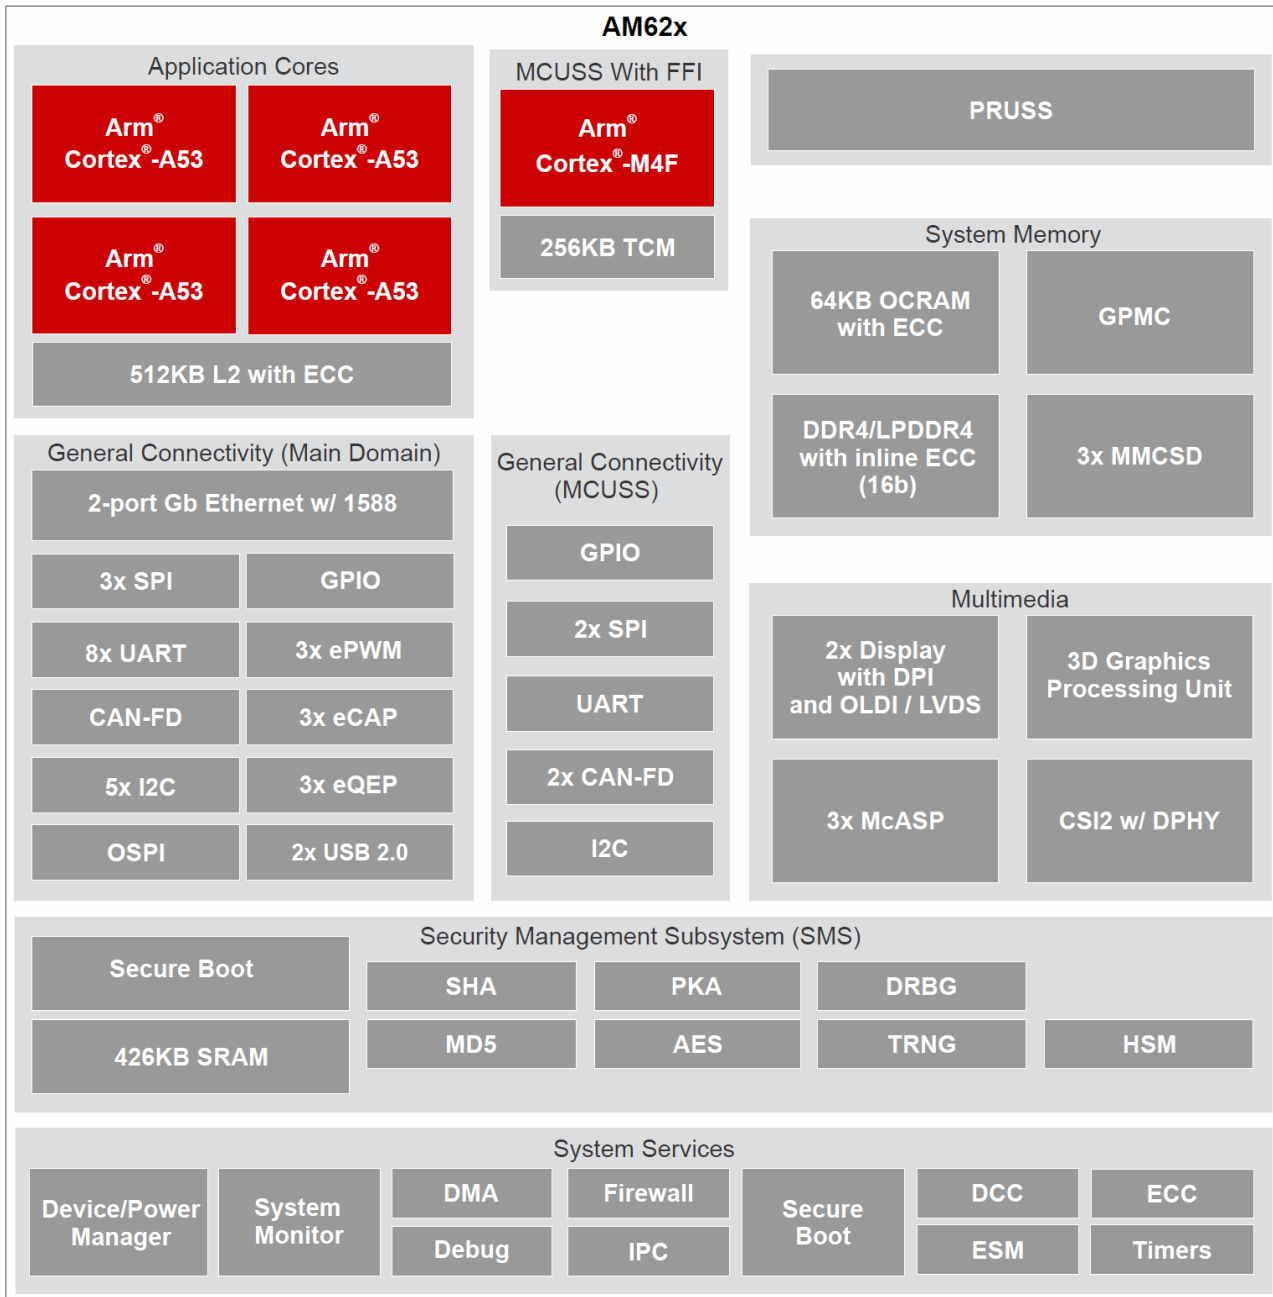 AM62x
Application Cores
Arm®
Cortex®-A53
Arm®
Cortex®-A53
Arm®
Cortex®-A53
Arm®
Cortex®-A53
512KB L2 with ECC
MCUSS With FFI
Arm®
Cortex®-M4F
256KB TCM
PRUSS
System Memory
64KB OCRAM
with ECC
GPMC
DDR4/LPDDR4
with inline ECC
(16b)
3x MMCSD
General Connectivity (Main Domain)
2-port Gb Ethernet w/ 1588
3x SPI
GPIO
8x UART
3x ePWM
CAN-FD
3x eCAP
5x I2C
3x eQEP
OSPI
2x USB 2.0
General Connectivity
(MCUSS)
GPIO
2x SPI
UART
2x CAN-FD
I2C
Multimedia
2x Display
with DPI
and OLDI / LVDS
3D Graphics
Processing Unit
3x McASP
CSI2 w/ DPHY
Security Management Subsystem (SMS)
Secure Boot
426KB SRAM
SHA
PKA
DRBG
MD5
AES
TRNG
HSM
System Services
Device/Power
Manager
System
Monitor
DMA
Debug
Firewall
IPC
Secure
Boot
DCC
ESM
ECC
Timers